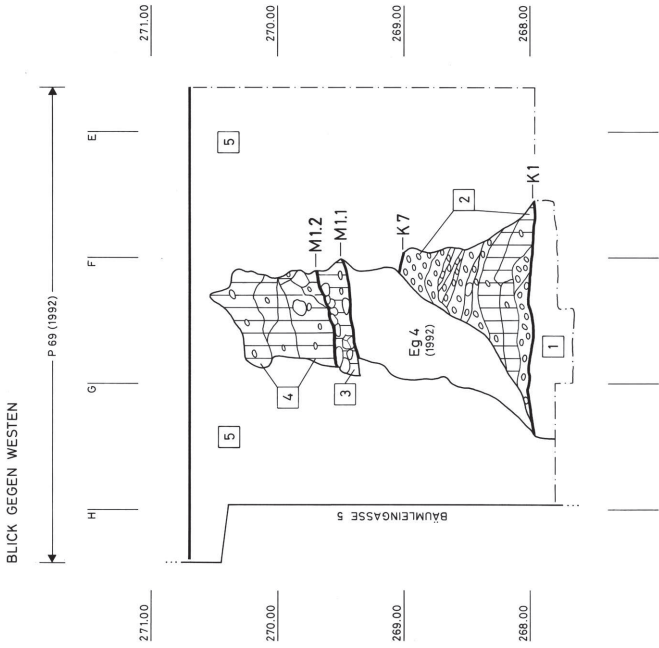 BLICK GEGEN WESTEN
P 69 (1992)
H
G
F
E
271.00
271.00
270.00
270.00
269.00
269.00
268.00
268.00
5
5
4
M1.2
M1.1
3
K7
2
Eg 4
(1992)
K1
1
BÄUMLEINGASSE 5